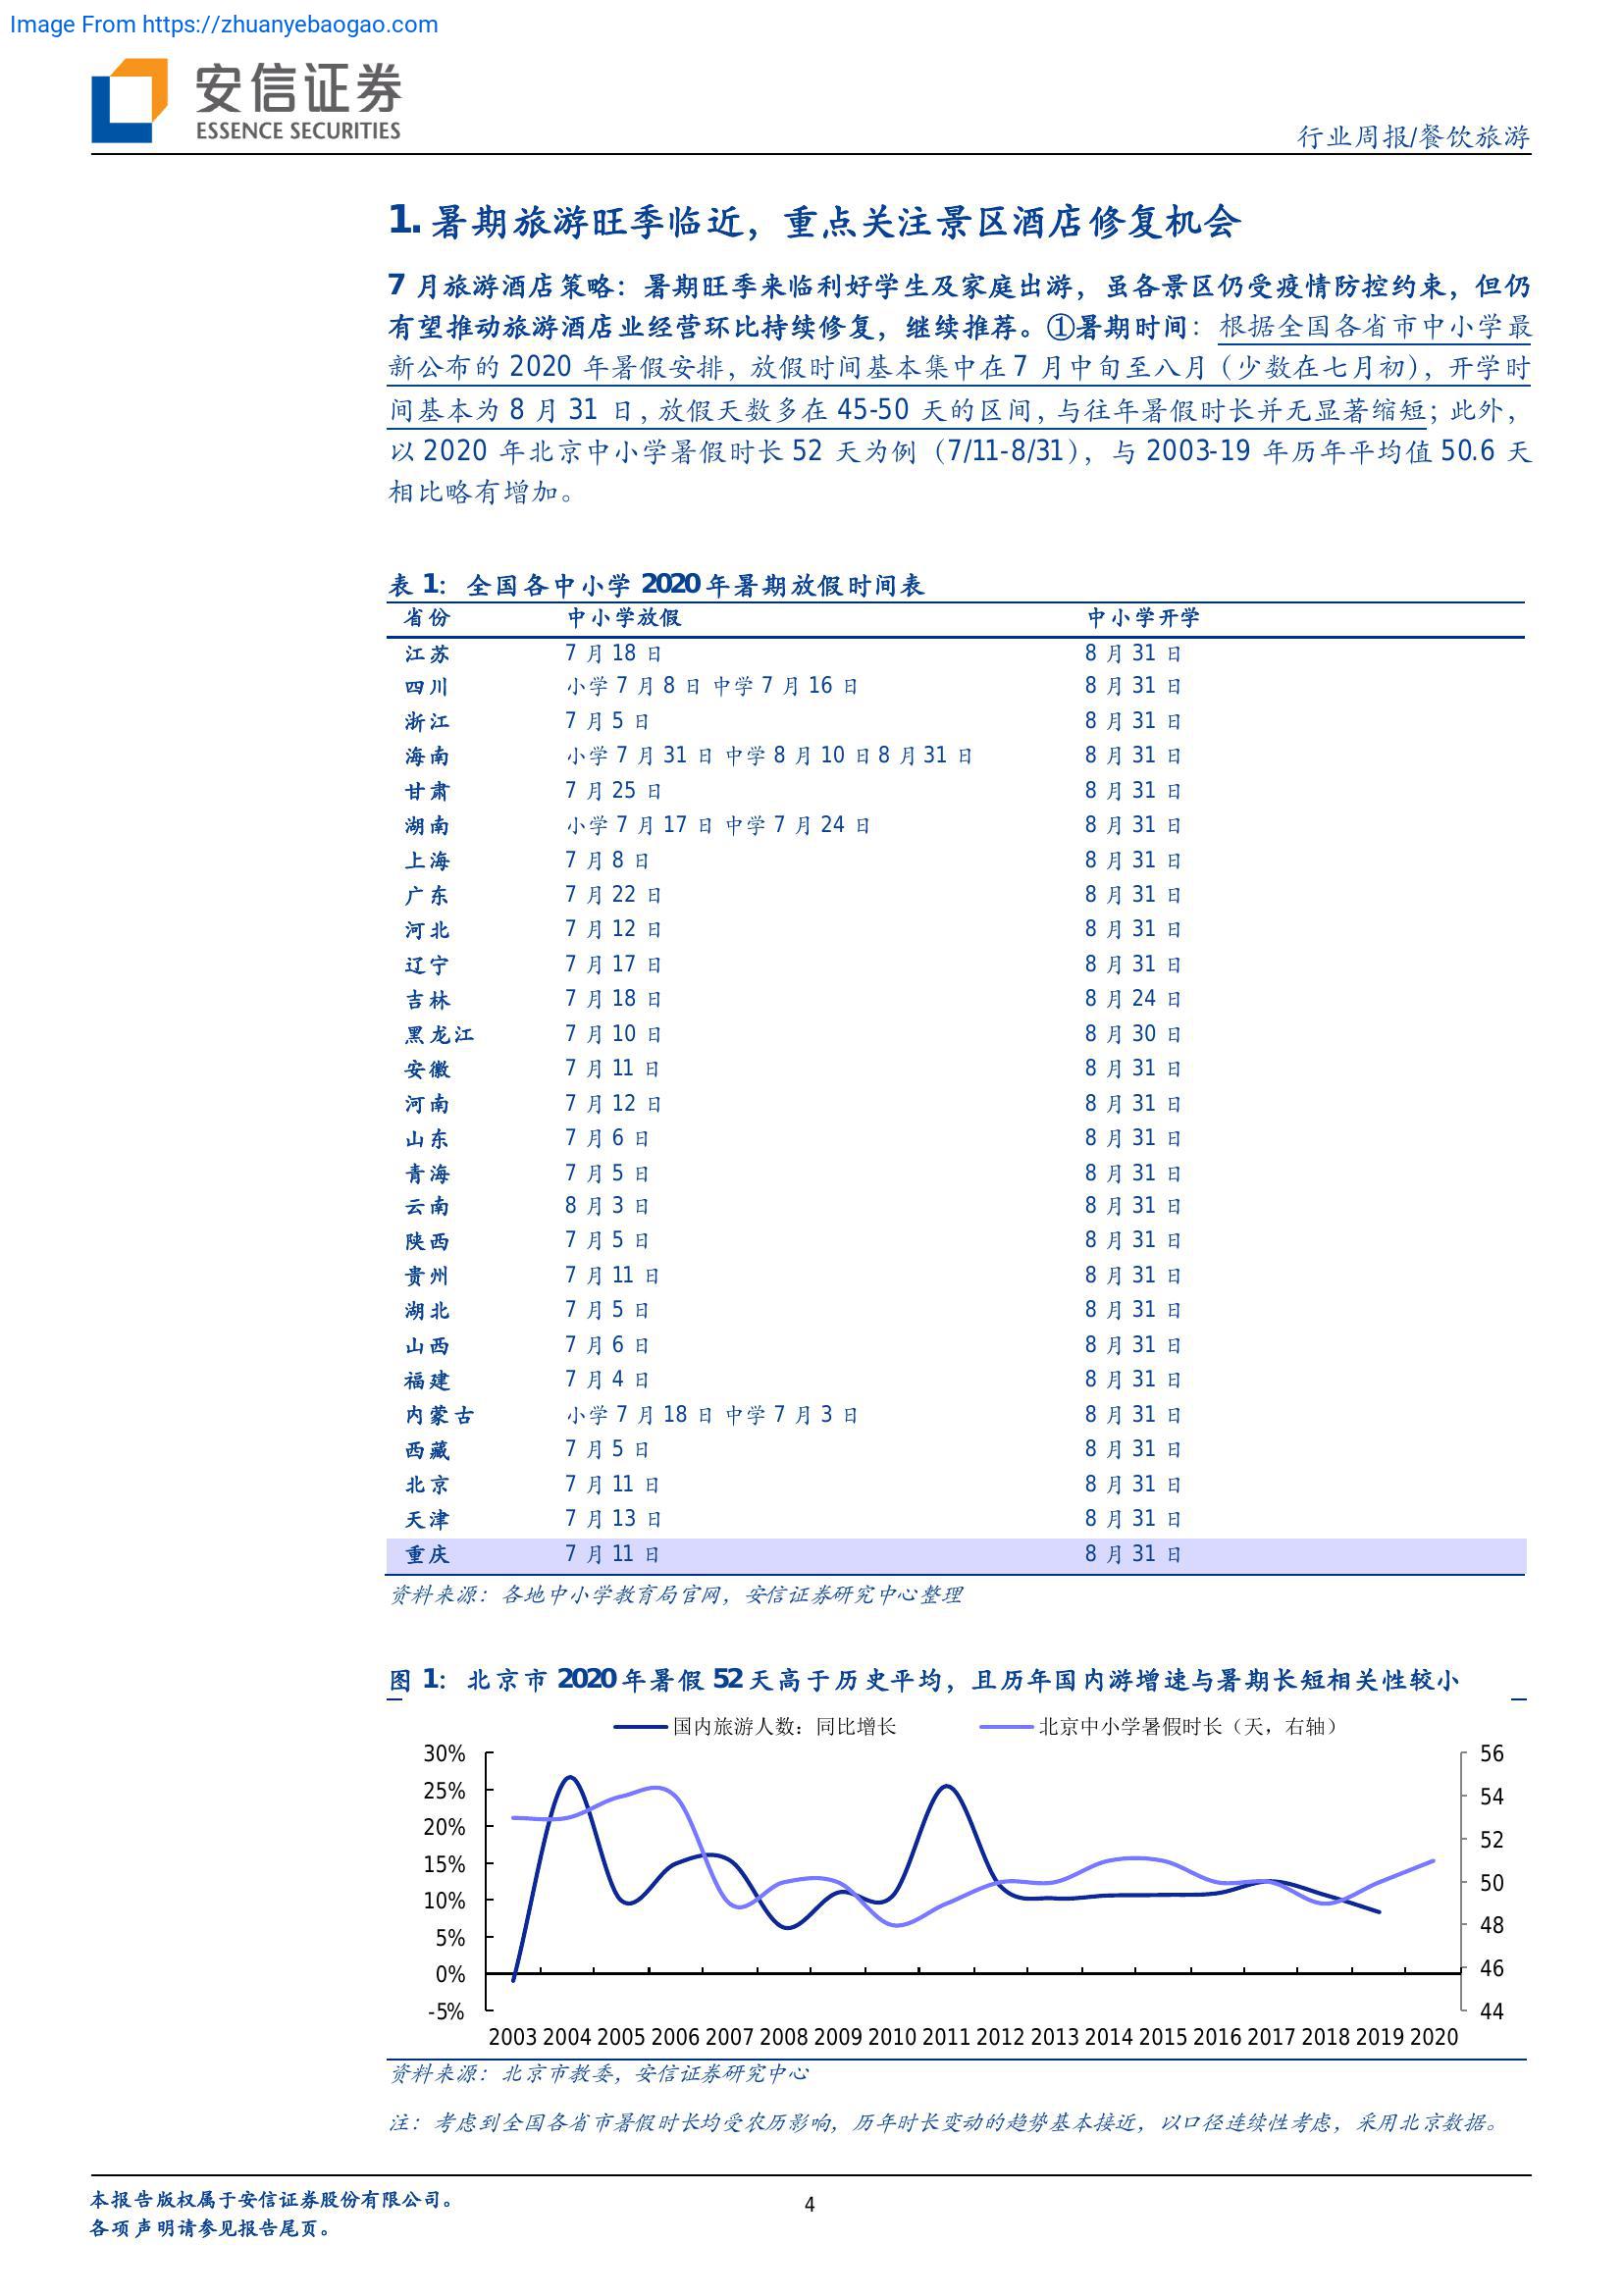 Image From https://zhuanyebaogao.com
安信证券
ESSENCE SECURITIES
行业周报/餐饮旅游
1. 暑期旅游旺季临近，重点关注景区酒店修复机会
7 月旅游酒店策略：暑期旺季来临利好学生及家庭出游，虽各景区仍受疫情防控约束，但仍
有望推动旅游酒店业经营环比持续修复，继续推荐。①暑期时间：根据全国各省市中小学最
新公布的 2020 年暑假安排，放假时间基本集中在 7 月中旬至八月（少数在七月初），开学时
间基本为 8 月 31 日，放假天数多在 45-50 天的区间，与往年暑假时长并无显著缩短；此外，
以 2020 年北京中小学暑假时长 52 天为例（7/11-8/31），与 2003-19 年历年平均值 50.6 天
相比略有增加。
表 1： 全国各中小学 2020 年暑期放假时间表
省份 中小学放假 中小学开学
江苏 7 月 18 日 8 月 31 日
四川 小学 7 月 8 日 中学 7 月 16 日 8 月 31 日
浙江 7 月 5 日 8 月 31 日
海南 小学 7 月 31 日 中学 8 月 10 日 8 月 31 日 8 月 31 日
甘肃 7 月 25 日 8 月 31 日
湖南 小学 7 月 17 日 中学 7 月 24 日 8 月 31 日
上海 7 月 8 日 8 月 31 日
广东 7 月 22 日 8 月 31 日
河北 7 月 12 日 8 月 31 日
辽宁 7 月 17 日 8 月 31 日
吉林 7 月 18 日 8 月 24 日
黑龙江 7 月 10 日 8 月 30 日
安徽 7 月 11 日 8 月 31 日
河南 7 月 12 日 8 月 31 日
山东 7 月 6 日 8 月 31 日
青海 7 月 5 日 8 月 31 日
云南 8 月 3 日 8 月 31 日
陕西 7 月 5 日 8 月 31 日
贵州 7 月 11 日 8 月 31 日
湖北 7 月 5 日 8 月 31 日
山西 7 月 6 日 8 月 31 日
福建 7 月 4 日 8 月 31 日
内蒙古 小学 7 月 18 日 中学 7 月 3 日 8 月 31 日
西藏 7 月 5 日 8 月 31 日
北京 7 月 11 日 8 月 31 日
天津 7 月 13 日 8 月 31 日
重庆 7 月 11 日 8 月 31 日
资料来源：各地中小学教育局官网，安信证券研究中心整理
图 1： 北京市 2020 年暑假 52 天高于历史平均，且历年国内游增速与暑期长短相关性较小
国内旅游人数：同比增长 北京中小学暑假时长（天，右轴）
30% 56
25% 54
20% 52
15% 50
10% 48
5% 46
0% 44
-5%
2003 2004 2005 2006 2007 2008 2009 2010 2011 2012 2013 2014 2015 2016 2017 2018 2019 2020
资料来源：北京市教委，安信证券研究中心
注：考虑到全国各省市暑假时长均受农历影响，历年时长变动的趋势基本接近，以口径连续性考虑，采用北京数据。
本报告版权属于安信证券股份有限公司。
各项声明请参见报告尾页。
4